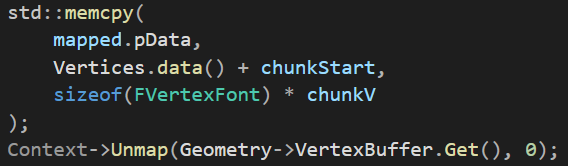 std::memcpy(
    mapped.pData,
    Vertices.data() + chunkStart,
    sizeof(FVertexFont) * chunkV
);
Context->Unmap(Geometry->VertexBuffer.Get(), 0);